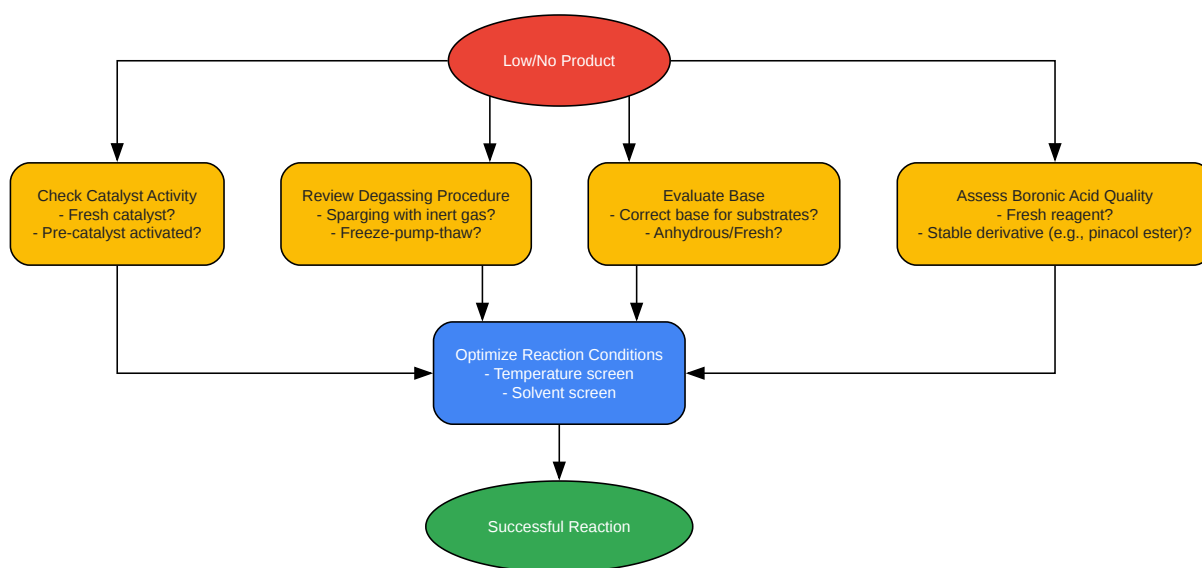 Low/No Product
Check Catalyst Activity
- Fresh catalyst?
- Pre-catalyst activated?
Review Degassing Procedure
- Sparging with inert gas?
- Freeze-pump-thaw?
Evaluate Base
- Correct base for substrates?
- Anhydrous/Fresh?
Assess Boronic Acid Quality
- Fresh reagent?
- Stable derivative (e.g., pinacol ester)?
Optimize Reaction Conditions
- Temperature screen
- Solvent screen
Successful Reaction